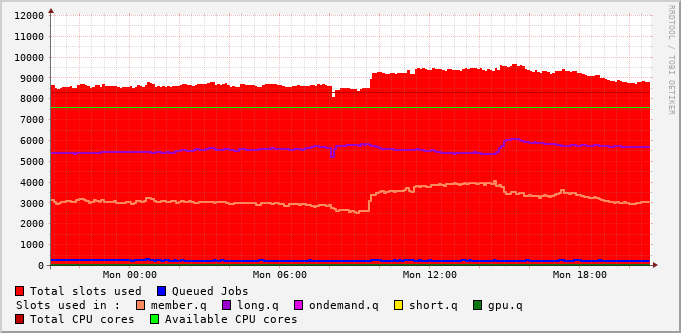 12000
11000
10000
9000
8000
7000
6000
5000
4000
3000
2000
1000
0
Mon 00:00 Mon 06:00 Mon 12:00 Mon 18:00
Total slots used Queued Jobs
Slots used in : member.q long.q ondemand.q short.q gpu.q
Total CPU cores Available CPU cores
RRDTOOL / TOBI OETIKER